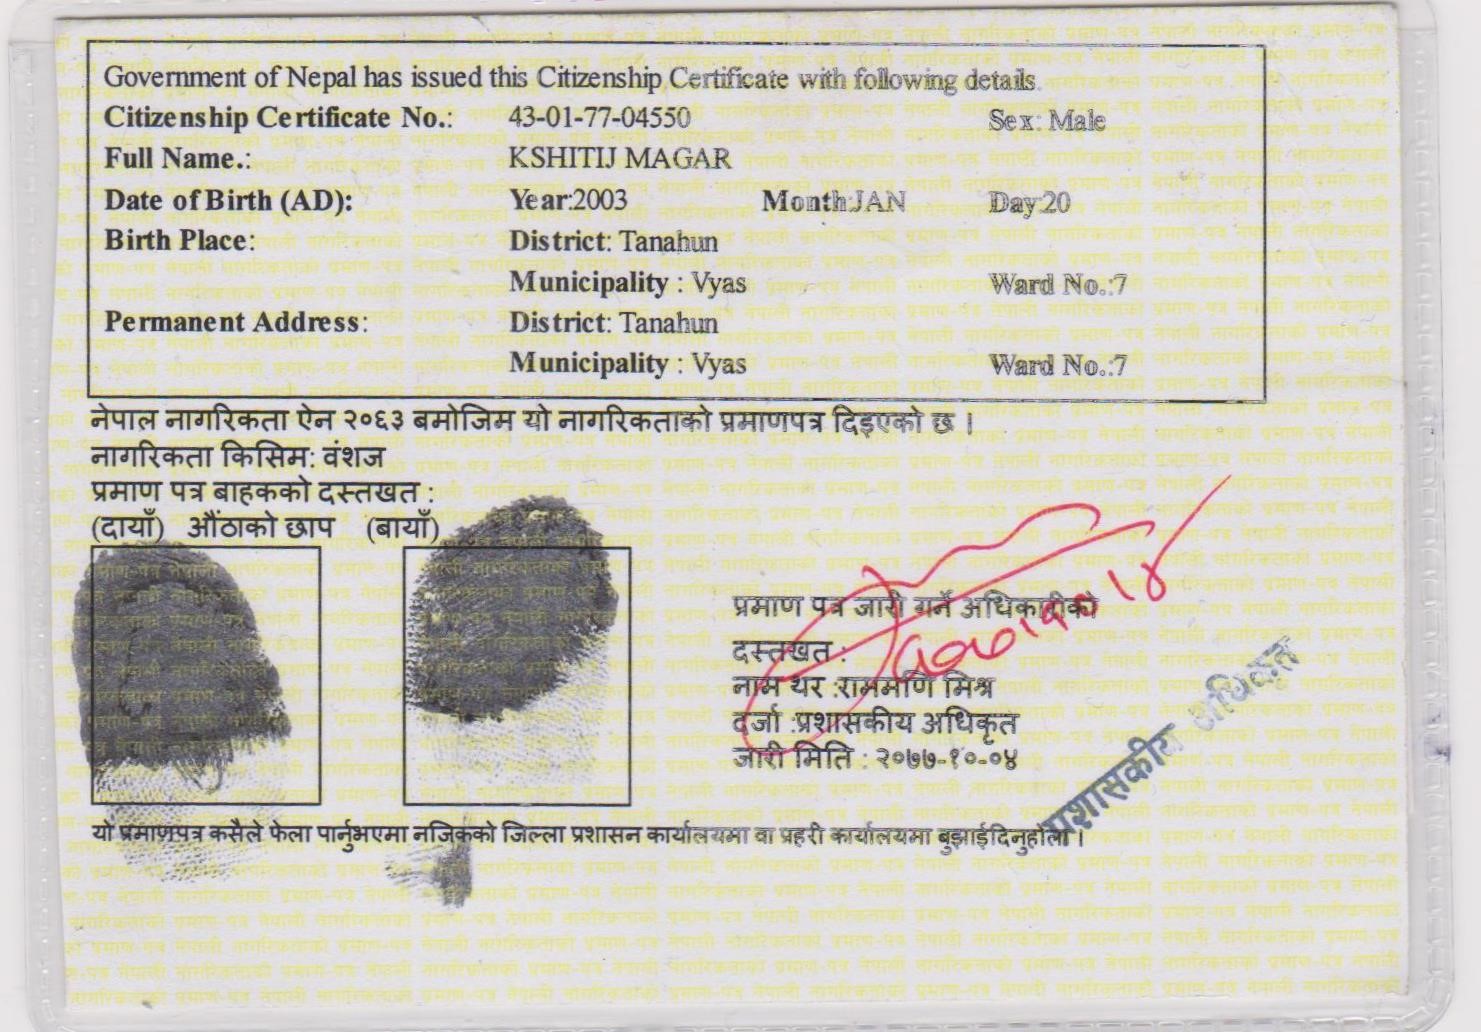 Government of Nepal has issued this Citizenship Certificate with following details.
Citizenship Certificate No.: 43-01-77-04550 Sex: Male
Full Name.: KSHITIJ MAGAR
Date of Birth (AD): Year:2003 Month:JAN Day:20
Birth Place: District: Tanahun
Municipality : Vyas Ward No.:7
Permanent Address: District: Tanahun
Municipality : Vyas Ward No.:7
नेपाल नागरिकता ऐन २०६३ बमोजिम यो नागरिकताको प्रमाणपत्र दिइएको छ ।
नागरिकता किसिम: वंशज
प्रमाण पत्र बाहकको दस्तखत :
(दायाँ) औंठाको छाप (बायाँ)
प्रमाण पत्र जारी गर्ने अधिकारीको
दस्तखत :
नाम थर :राममणि मिश्र
दर्जा :प्रशासकीय अधिकृत
जारी मिति : २०७७-१०-०४
प्रशासकीय अधिकृत
यो प्रमाणपत्र कसैले फेला पार्नुभएमा नजिकको जिल्ला प्रशासन कार्यालयमा वा प्रहरी कार्यालयमा बुझाईदिनुहोला ।